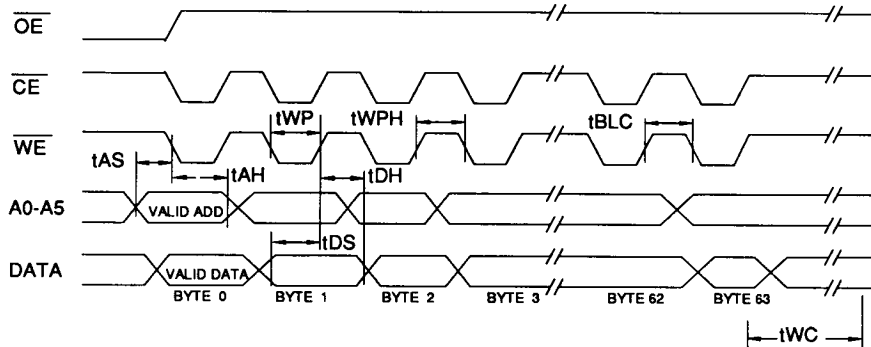 OE
CE
tWP tWPH tBLC
WE
tAS tAH tDH
A0-A5 VALID ADD
tDS
DATA VALID DATA
BYTE 0 BYTE 1 BYTE 2 BYTE 3 BYTE 62 BYTE 63
tWC